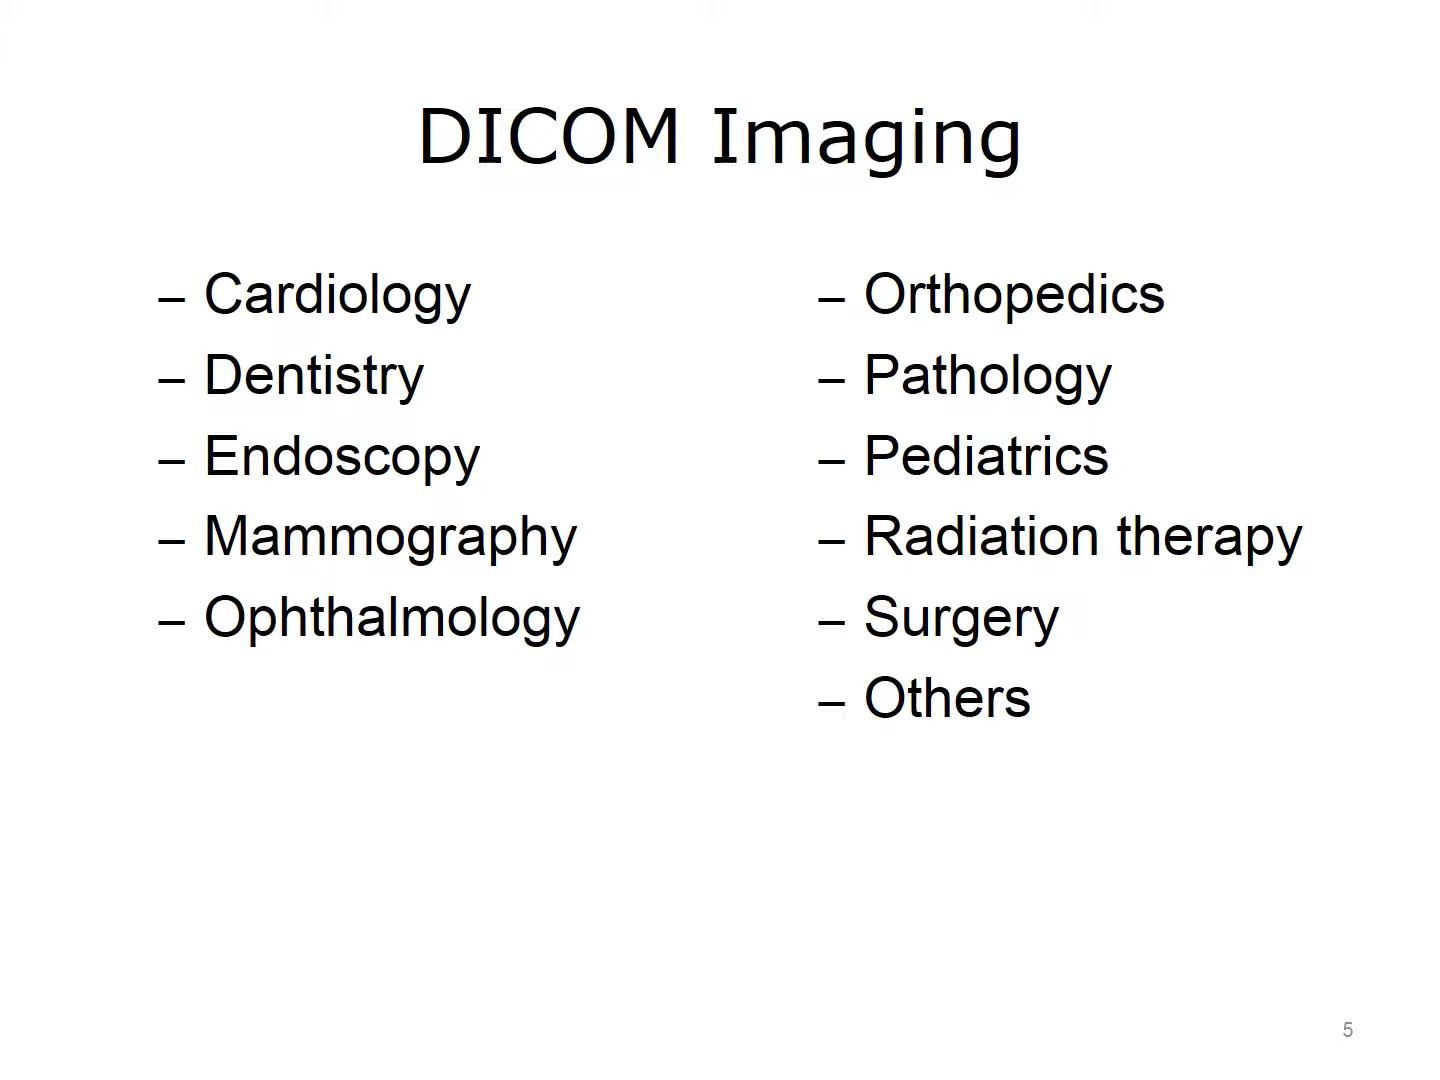 DICOM Imaging
– Cardiology
– Dentistry
– Endoscopy
– Mammography
– Ophthalmology
– Orthopedics
– Pathology
– Pediatrics
– Radiation therapy
– Surgery
– Others
5